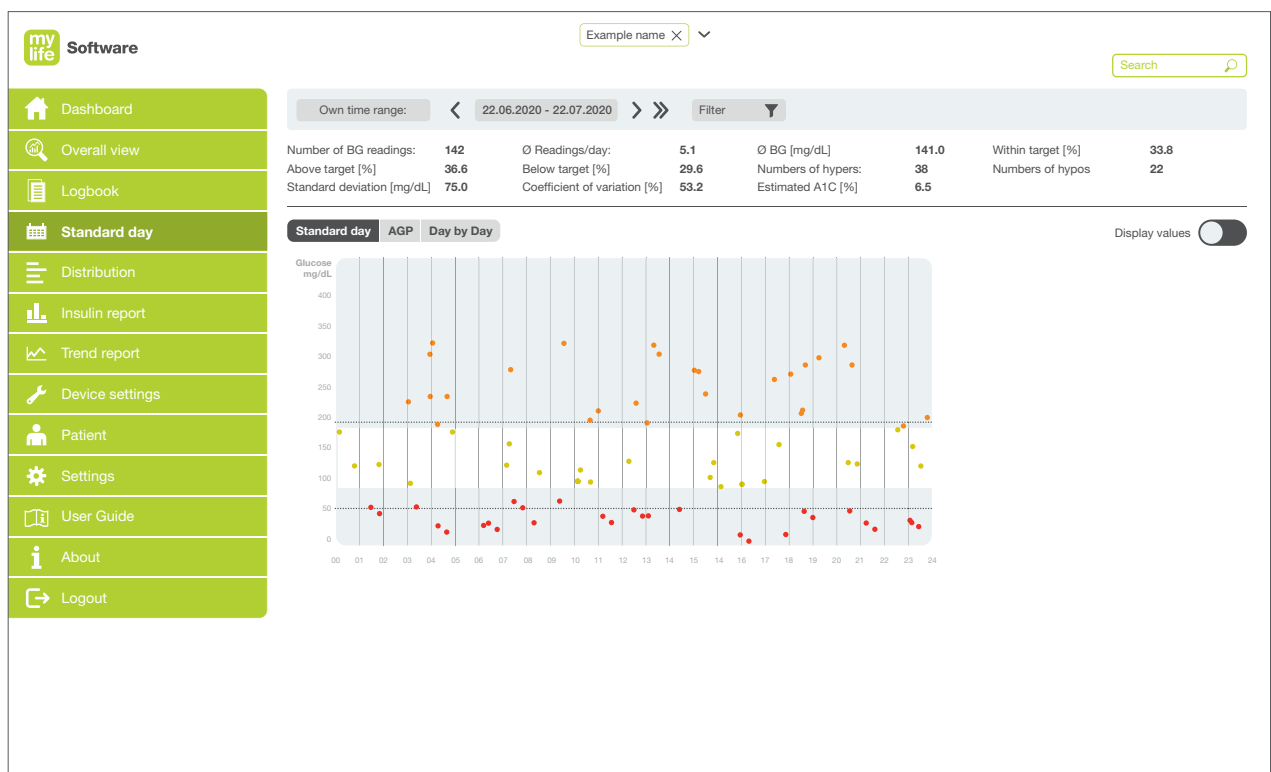 my
life
Software
Example name
Search
Dashboard
Overall view
Logbook
Standard day
Distribution
Insulin report
Trend report
Device settings
Patient
Settings
User Guide
About
Logout
Own time range: 22.06.2020 - 22.07.2020 Filter
Number of BG readings: 142 Ø Readings/day: 5.1 Ø BG [mg/dL] 141.0 Within target [%] 33.8
Above target [%] 36.6 Below target [%] 29.6 Numbers of hypers: 38 Numbers of hypos 22
Standard deviation [mg/dL] 75.0 Coefficient of variation [%] 53.2 Estimated A1C [%] 6.5
Standard day AGP Day by Day Display values
Glucose
mg/dL
400
350
300
250
200
150
100
50
0
00 01 02 03 04 05 06 07 08 09 10 11 12 13 14 15 14 16 17 18 19 20 21 22 23 24